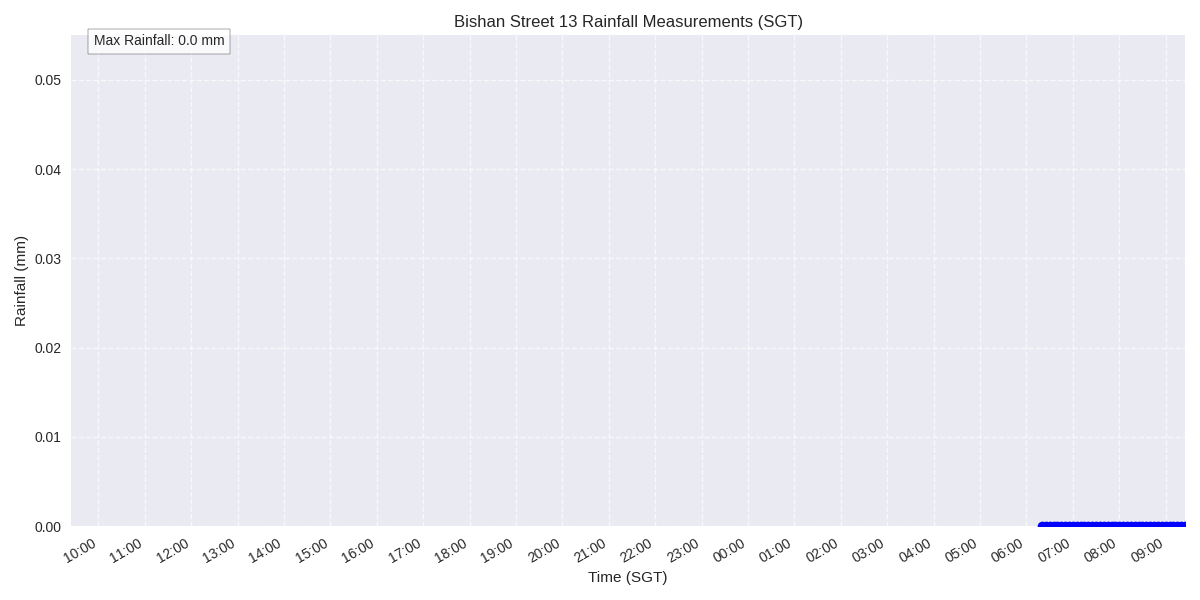 Bishan Street 13 Rainfall Measurements (SGT)
Max Rainfall: 0.0 mm
0.05
0.04
0.03
0.02
0.01
0.00
Rainfall (mm)
10:00 11:00 12:00 13:00 14:00 15:00 16:00 17:00 18:00 19:00 20:00 21:00 22:00 23:00 00:00 01:00 02:00 03:00 04:00 05:00 06:00 07:00 08:00 09:00
Time (SGT)